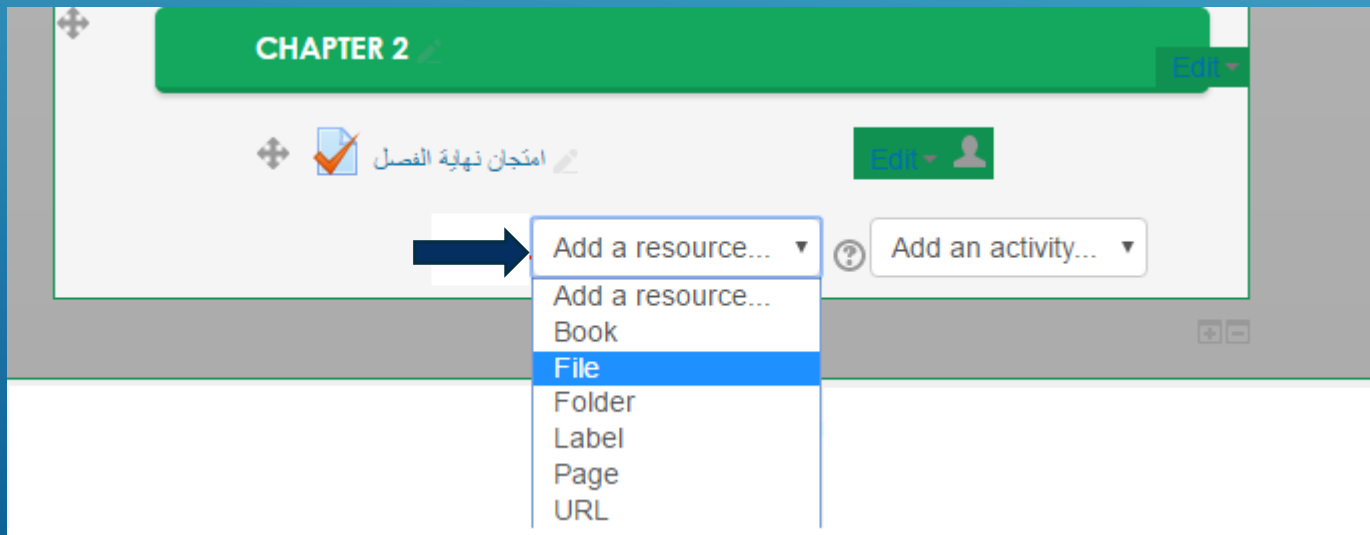 CHAPTER 2
Edit
امتحان نهاية الفصل
Edit
Add a resource...
Add an activity...
Add a resource...
Book
File
Folder
Label
Page
URL